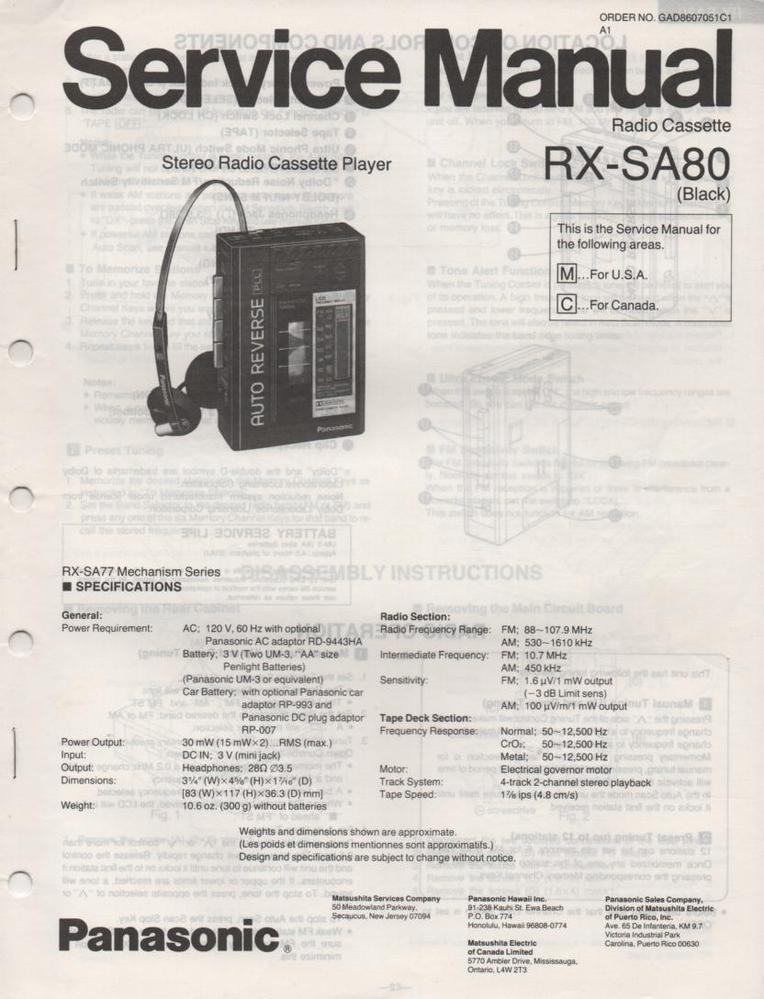 ORDER NO. GAD8607051C1
A1
Service Manual
Radio Cassette
Stereo Radio Cassette Player
RX-SA80
(Black)
This is the Service Manual for
the following areas.
M...For U.S.A.
C...For Canada.
AUTO REVERSE [PLL]
Panasonic
Panasonic
RX-SA77 Mechanism Series
■ SPECIFICATIONS
General:
Power Requirement: AC; 120 V, 60 Hz with optional
Panasonic AC adaptor RD-9443HA
Battery; 3 V (Two UM-3, "AA" size
Penlight Batteries)
(Panasonic UM-3 or equivalent)
Car Battery; with optional Panasonic car
adaptor RP-993 and
Panasonic DC plug adaptor
RP-007
Power Output: 30 mW (15 mW×2)...RMS (max.)
Input: DC IN; 3 V (mini jack)
Output: Headphones; 28Ω ∅3.5
Dimensions: 3¼" (W)×4⅝" (H)×1⁷⁄₁₆" (D)
[83 (W)×117 (H)×36.3 (D) mm]
Weight: 10.6 oz. (300 g) without batteries
Radio Section:
Radio Frequency Range: FM; 88~107.9 MHz
AM; 530~1610 kHz
Intermediate Frequency: FM; 10.7 MHz
AM; 450 kHz
Sensitivity: FM; 1.6 μV/1 mW output
(−3 dB Limit sens)
AM; 100 μV/m/1 mW output
Tape Deck Section:
Frequency Response: Normal; 50~12,500 Hz
CrO₂; 50~12,500 Hz
Metal; 50~12,500 Hz
Motor: Electrical governor motor
Track System: 4-track 2-channel stereo playback
Tape Speed: 1⅞ ips (4.8 cm/s)
Weights and dimensions shown are approximate.
(Les poids et dimensions mentionnes sont approximatifs.)
Design and specifications are subject to change without notice.
Panasonic®
Matsushita Services Company
50 Meadowland Parkway,
Secaucus, New Jersey 07094
Panasonic Hawaii Inc.
91-238 Kauhi St. Ewa Beach
P.O. Box 774
Honolulu, Hawaii 96808-0774
Matsushita Electric
of Canada Limited
5770 Ambler Drive, Mississauga,
Ontario, L4W 2T3
Panasonic Sales Company,
Division of Matsushita Electric
of Puerto Rico, Inc.
Ave. 65 De Infanteria, KM 9.7
Victoria Industrial Park
Carolina, Puerto Rico 00630